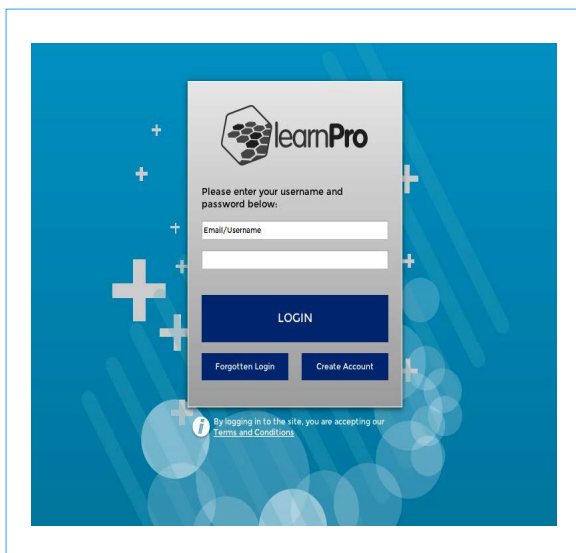 learnPro
Please enter your username and
password below:
Email/Username
LOGIN
Forgotten Login
Create Account
By logging in to the site, you are accepting our
Terms and Conditions